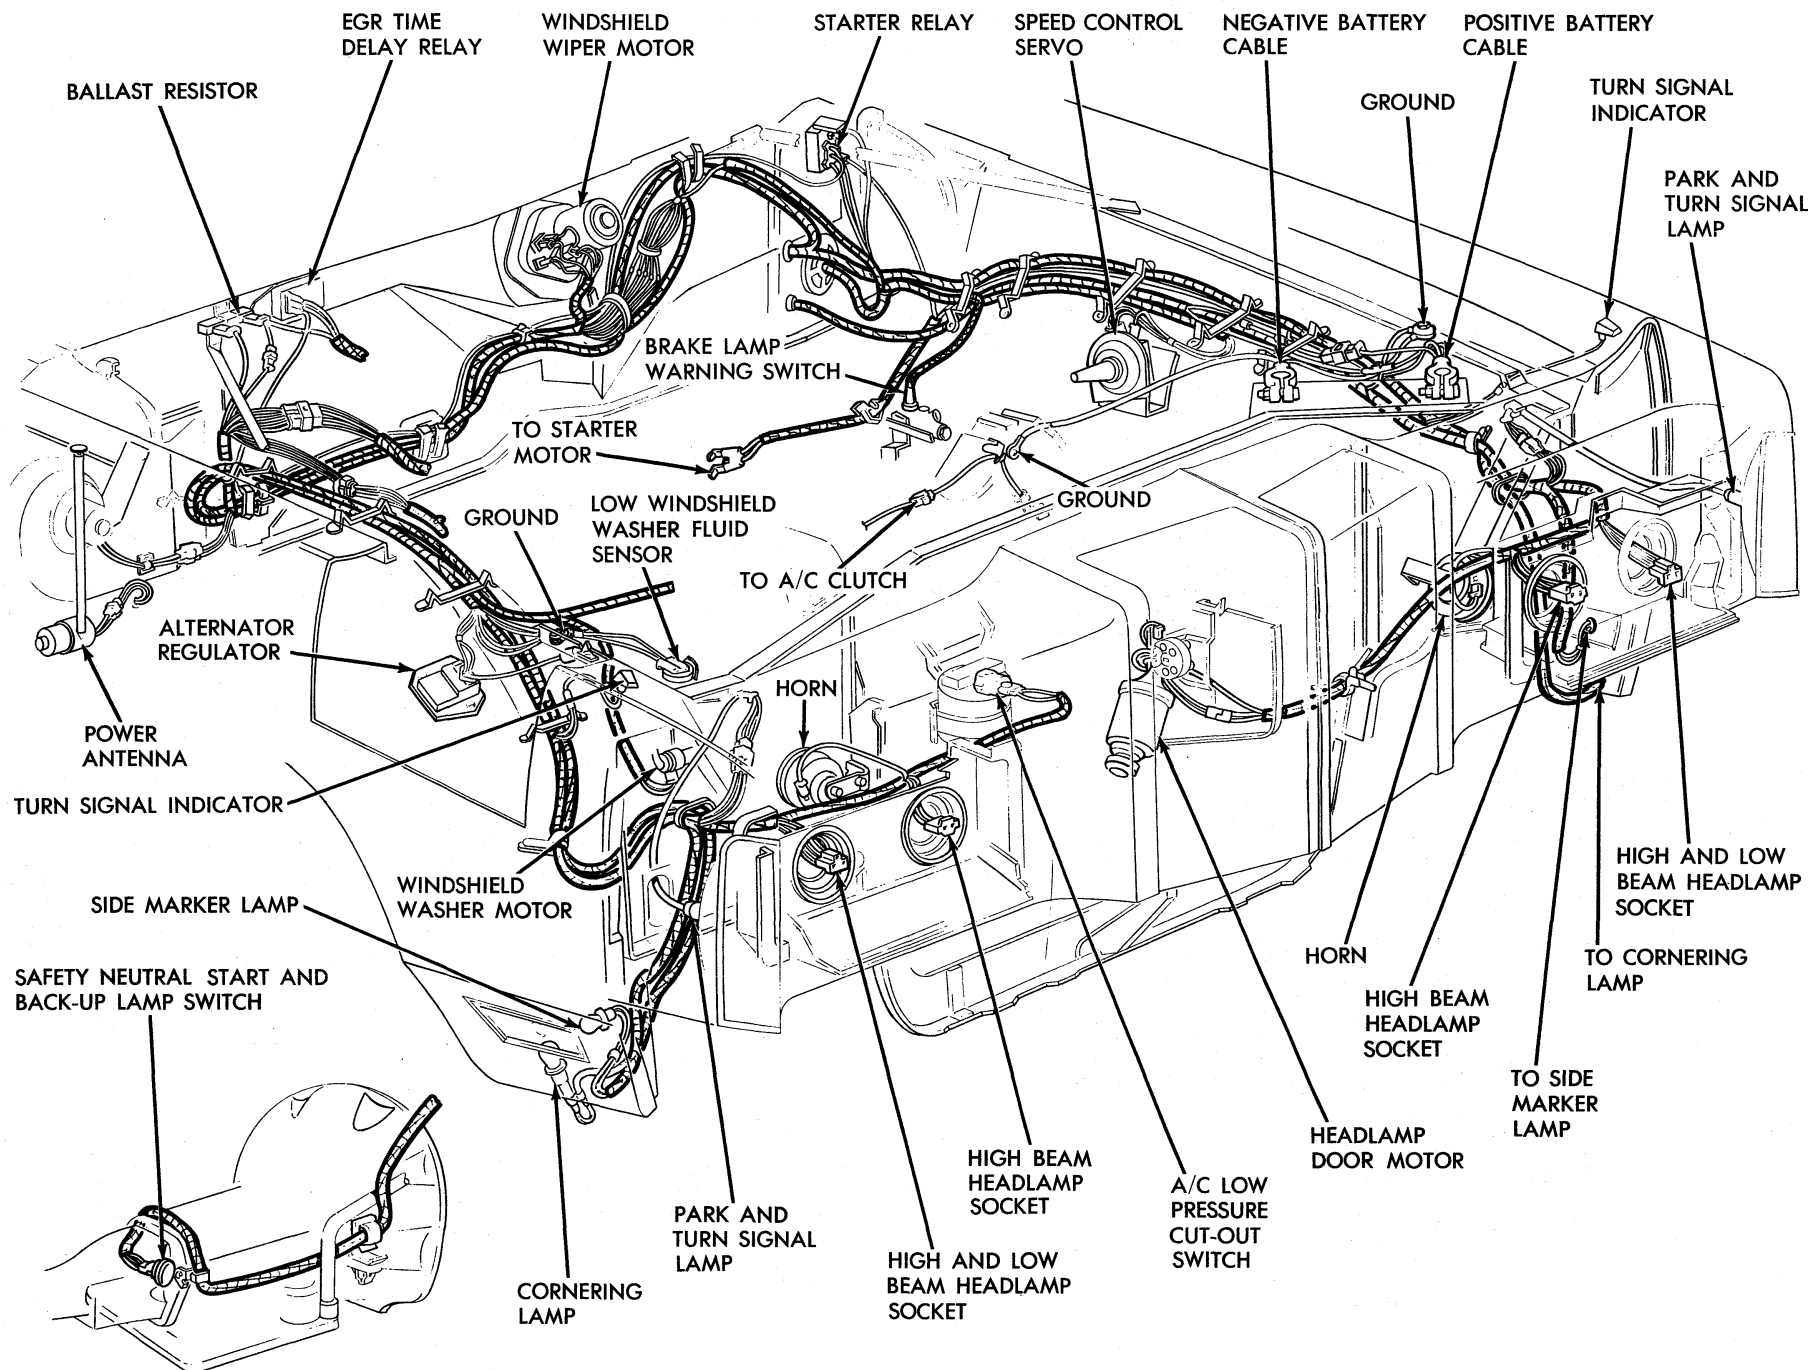 EGR TIME
DELAY RELAY
WINDSHIELD
WIPER MOTOR
STARTER RELAY
SPEED CONTROL
SERVO
NEGATIVE BATTERY
CABLE
POSITIVE BATTERY
CABLE
BALLAST RESISTOR
GROUND
TURN SIGNAL
INDICATOR
PARK AND
TURN SIGNAL
LAMP
BRAKE LAMP
WARNING SWITCH
TO STARTER
MOTOR
GROUND
LOW WINDSHIELD
WASHER FLUID
SENSOR
GROUND
TO A/C CLUTCH
ALTERNATOR
REGULATOR
HORN
POWER
ANTENNA
TURN SIGNAL INDICATOR
WINDSHIELD
WASHER MOTOR
SIDE MARKER LAMP
HIGH AND LOW
BEAM HEADLAMP
SOCKET
HORN
TO CORNERING
LAMP
SAFETY NEUTRAL START AND
BACK-UP LAMP SWITCH
HIGH BEAM
HEADLAMP
SOCKET
TO SIDE
MARKER
LAMP
HEADLAMP
DOOR MOTOR
HIGH BEAM
HEADLAMP
SOCKET
A/C LOW
PRESSURE
CUT-OUT
SWITCH
PARK AND
TURN SIGNAL
LAMP
HIGH AND LOW
BEAM HEADLAMP
SOCKET
CORNERING
LAMP